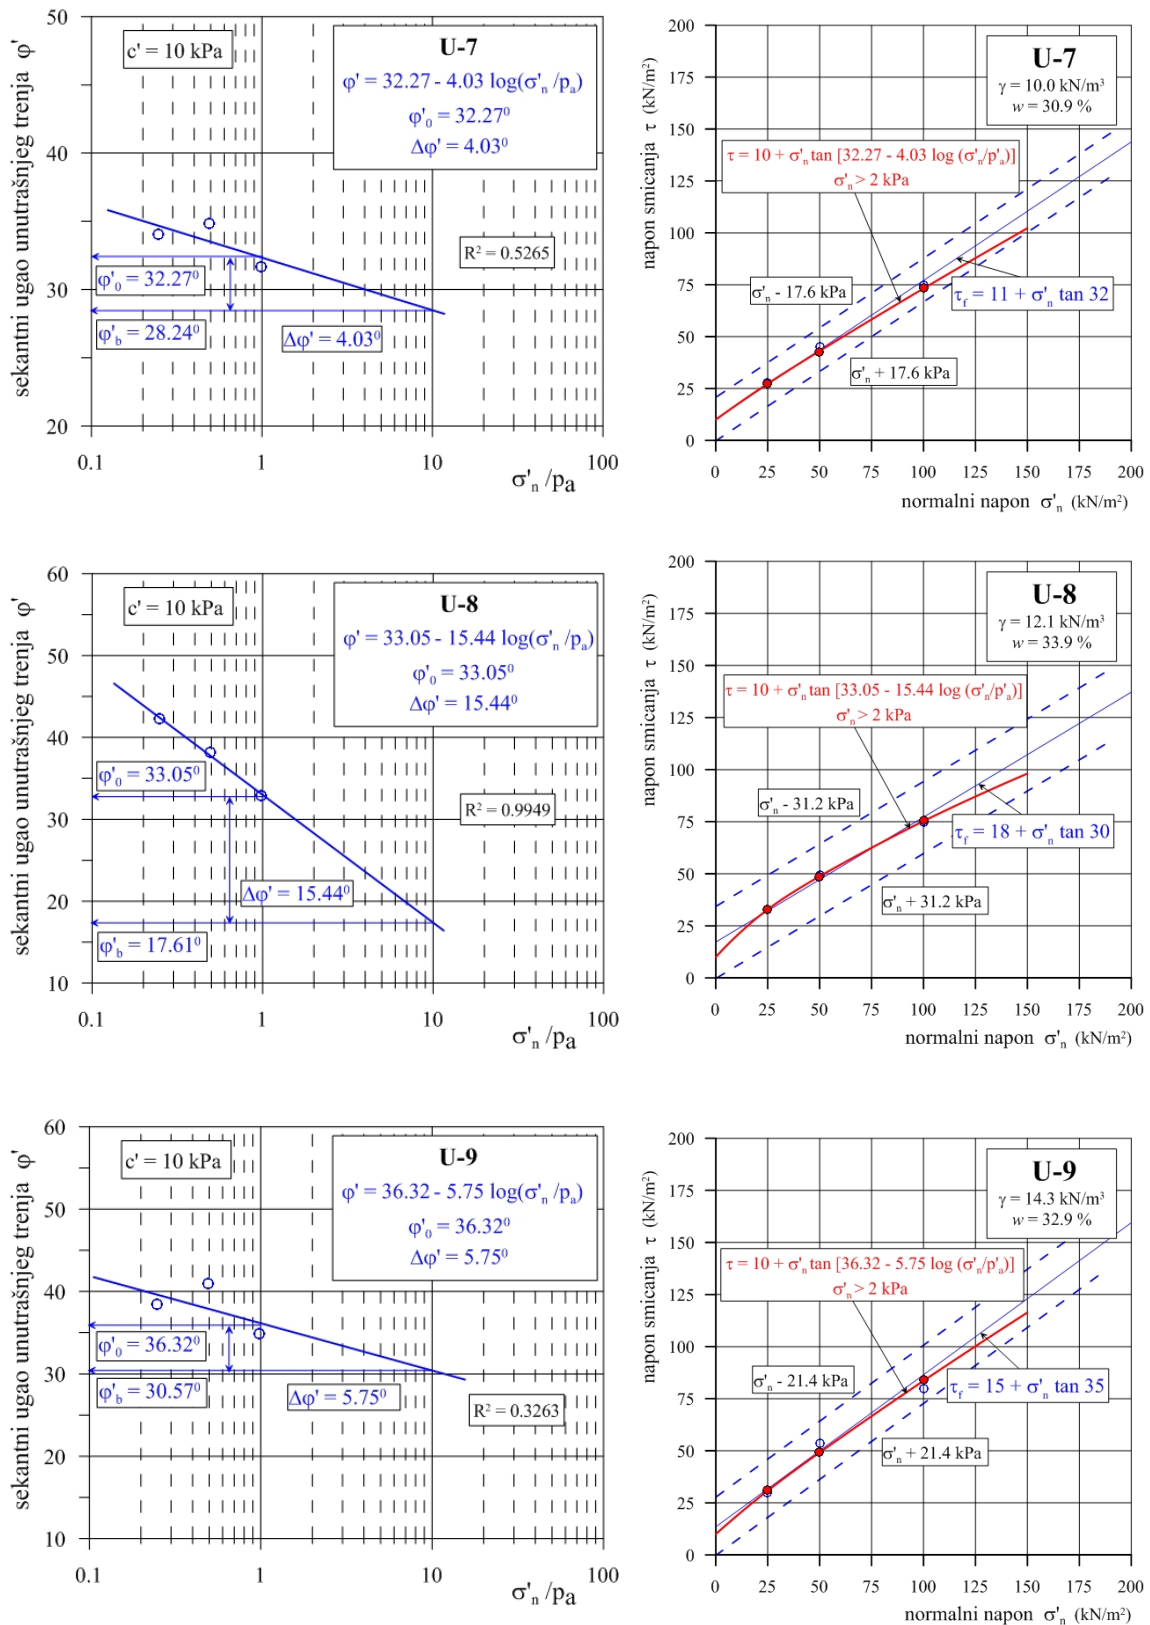 sekantni ugao unutrašnjeg trenja φ'
50
40
30
20
c' = 10 kPa
U-7
φ' = 32.27 - 4.03 log(σ'n /pa)
φ'0 = 32.27⁰
Δφ' = 4.03⁰
R² = 0.5265
φ'0 = 32.27⁰
φ'b = 28.24⁰
Δφ' = 4.03⁰
0.1 1 10 100
σ'n /pa
napon smicanja τ (kN/m²)
200
175
150
125
100
75
50
25
0
U-7
γ = 10.0 kN/m³
w = 30.9 %
τ = 10 + σ'n tan [32.27 - 4.03 log (σ'n/p'a)]
σ'n > 2 kPa
σ'n - 17.6 kPa
τf = 11 + σ'n tan 32
σ'n + 17.6 kPa
0 25 50 75 100 125 150 175 200
normalni napon σ'n (kN/m²)
sekantni ugao unutrašnjeg trenja φ'
60
50
40
30
20
10
c' = 10 kPa
U-8
φ' = 33.05 - 15.44 log(σ'n /pa)
φ'0 = 33.05⁰
Δφ' = 15.44⁰
φ'0 = 33.05⁰
R² = 0.9949
Δφ' = 15.44⁰
φ'b = 17.61⁰
0.1 1 10 100
σ'n /pa
napon smicanja τ (kN/m²)
200
175
150
125
100
75
50
25
0
U-8
γ = 12.1 kN/m³
w = 33.9 %
τ = 10 + σ'n tan [33.05 - 15.44 log (σ'n/p'a)]
σ'n > 2 kPa
σ'n - 31.2 kPa
τf = 18 + σ'n tan 30
σ'n + 31.2 kPa
0 25 50 75 100 125 150 175 200
normalni napon σ'n (kN/m²)
sekantni ugao unutrašnjeg trenja φ'
60
50
40
30
20
10
c' = 10 kPa
U-9
φ' = 36.32 - 5.75 log(σ'n /pa)
φ'0 = 36.32⁰
Δφ' = 5.75⁰
φ'0 = 36.32⁰
φ'b = 30.57⁰
Δφ' = 5.75⁰
R² = 0.3263
0.1 1 10 100
σ'n /pa
napon smicanja τ (kN/m²)
200
175
150
125
100
75
50
25
0
U-9
γ = 14.3 kN/m³
w = 32.9 %
τ = 10 + σ'n tan [36.32 - 5.75 log (σ'n/p'a)]
σ'n > 2 kPa
σ'n - 21.4 kPa
τf = 15 + σ'n tan 35
σ'n + 21.4 kPa
0 25 50 75 100 125 150 175 200
normalni napon σ'n (kN/m²)